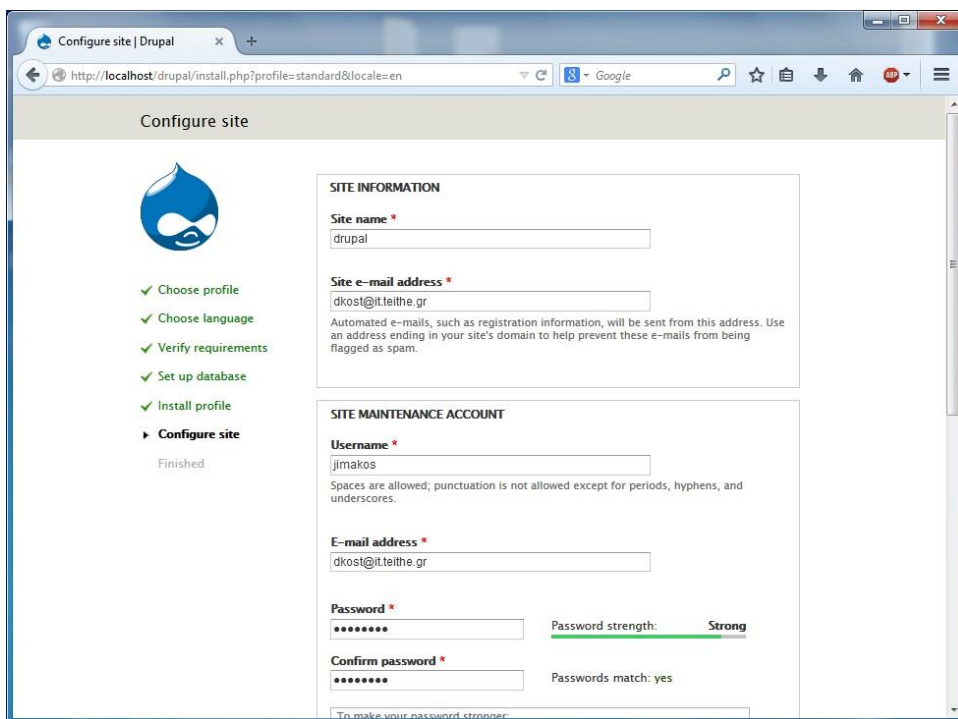 Configure site | Drupal
http://localhost/drupal/install.php?profile=standard&locale=en
8
Google
ABP
Configure site
SITE INFORMATION
Site name *
drupal
Site e-mail address *
dkost@it.teithe.gr
Automated e-mails, such as registration information, will be sent from this address. Use
an address ending in your site's domain to help prevent these e-mails from being
flagged as spam.
Choose profile
Choose language
Verify requirements
Set up database
Install profile
Configure site
Finished
SITE MAINTENANCE ACCOUNT
Username *
jimakos
Spaces are allowed; punctuation is not allowed except for periods, hyphens, and
underscores.
E-mail address *
dkost@it.teithe.gr
Password *
••••••••
Password strength: Strong
Confirm password *
••••••••
Passwords match: yes
To make your password stronger: